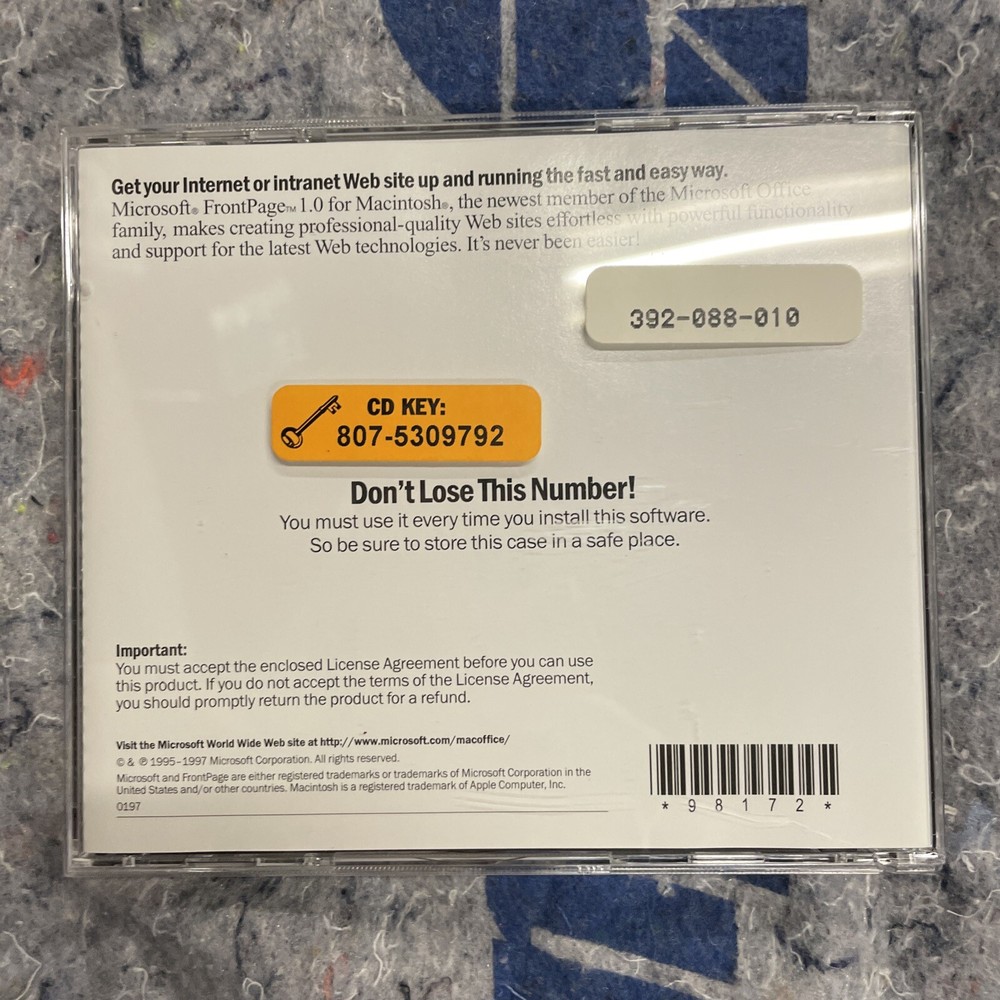 Get your Internet or intranet Web site up and running the fast and easy way.
Microsoft® FrontPage™ 1.0 for Macintosh®, the newest member of the Microsoft Office
family, makes creating professional-quality Web sites effortless with powerful functionality
and support for the latest Web technologies. It's never been easier!
392-088-010
CD KEY:
807-5309792
Don't Lose This Number!
You must use it every time you install this software.
So be sure to store this case in a safe place.
Important:
You must accept the enclosed License Agreement before you can use
this product. If you do not accept the terms of the License Agreement,
you should promptly return the product for a refund.
Visit the Microsoft World Wide Web site at http://www.microsoft.com/macoffice/
© & ℗ 1995–1997 Microsoft Corporation. All rights reserved.
Microsoft and FrontPage are either registered trademarks or trademarks of Microsoft Corporation in the
United States and/or other countries. Macintosh is a registered trademark of Apple Computer, Inc.
0197
*98172*